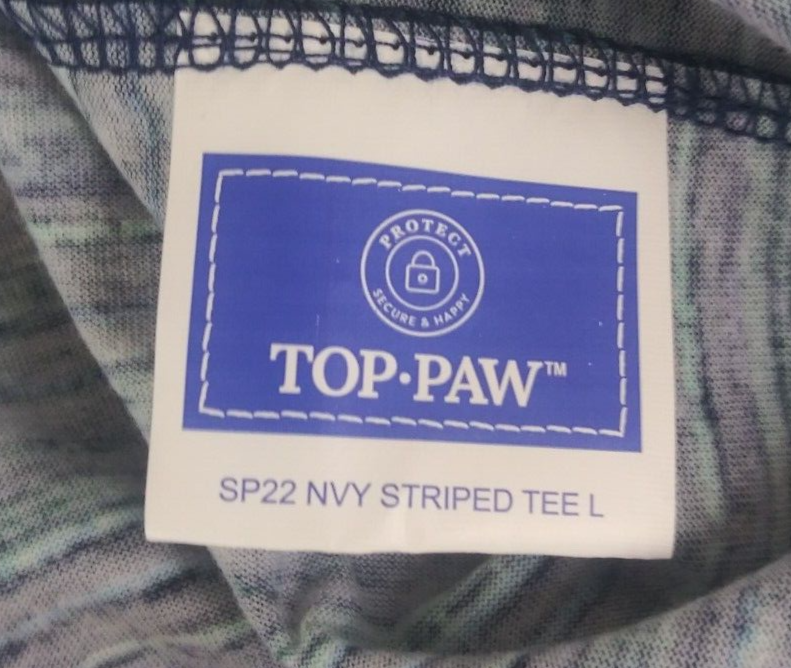 PROTECT
SECURE & HAPPY
TOP•PAW™
SP22 NVY STRIPED TEE L